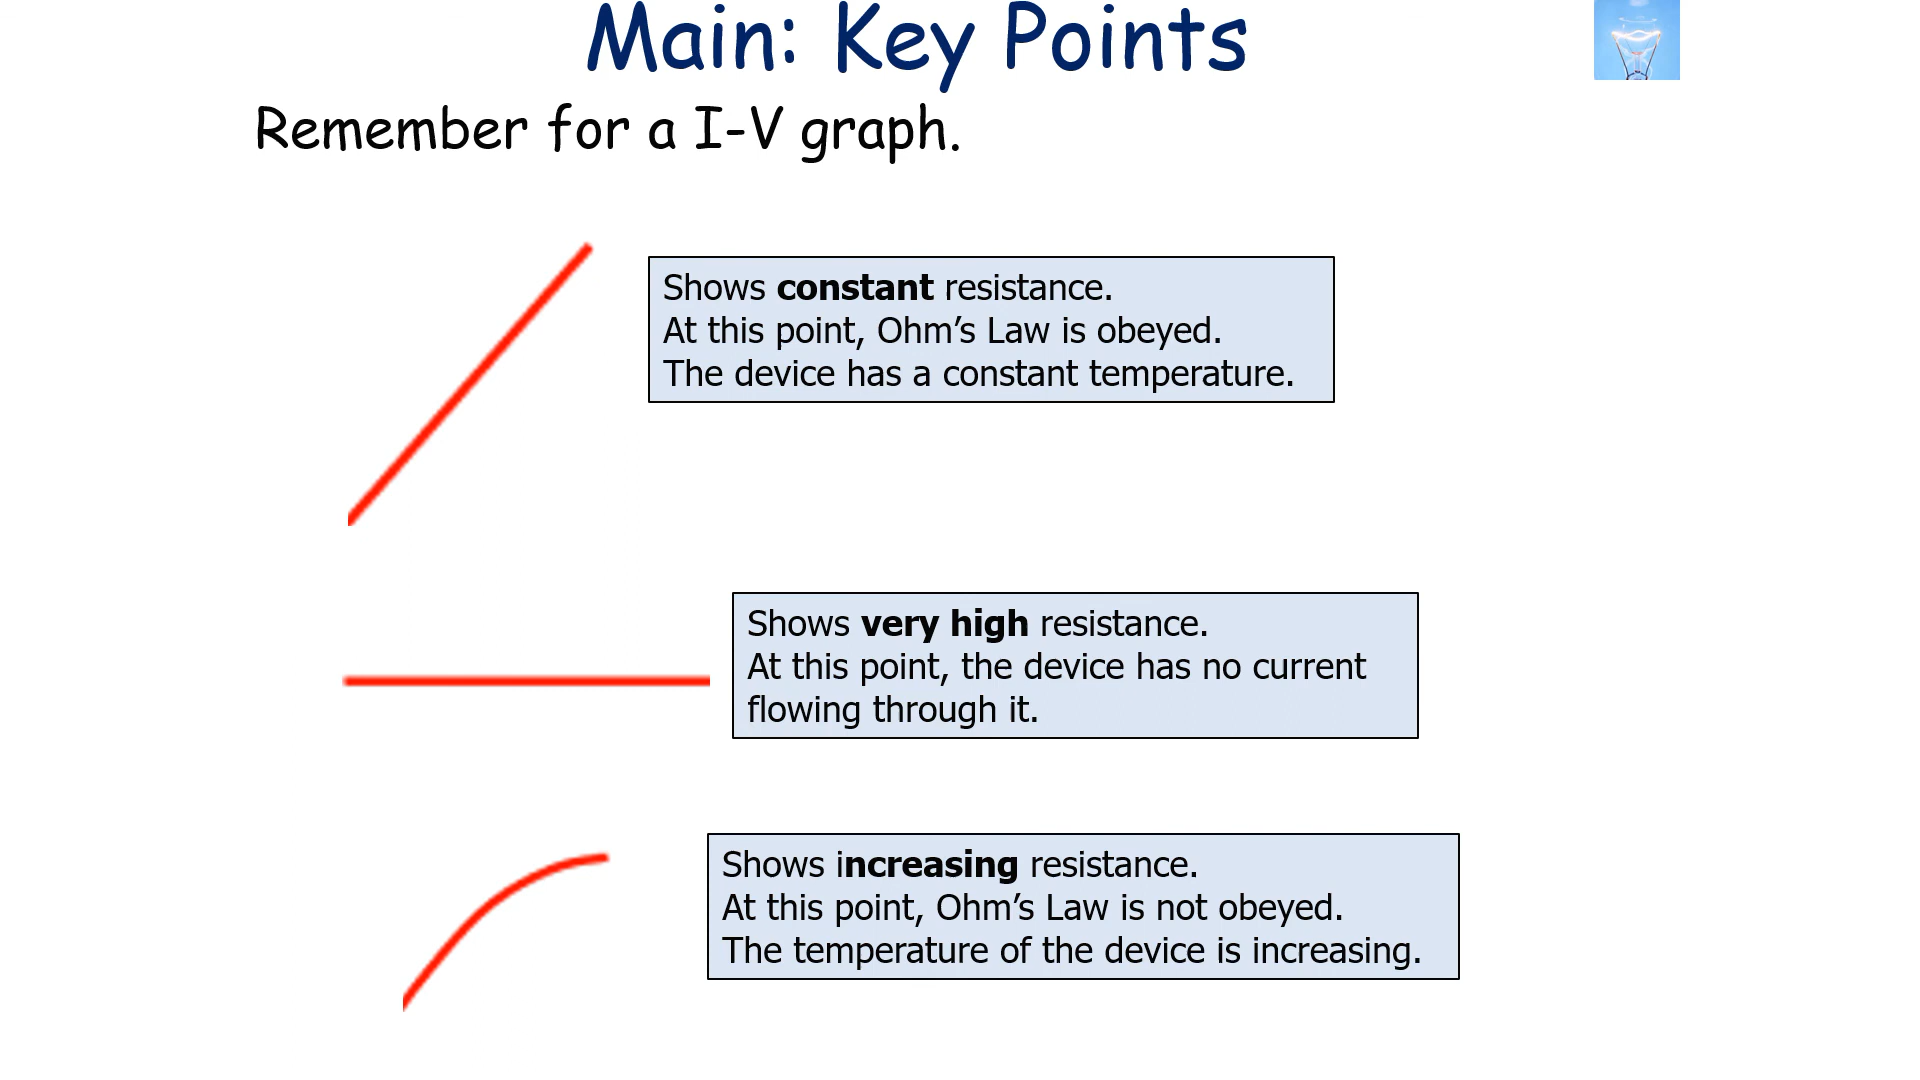 Main: Key Points
Remember for a I-V graph.
Shows constant resistance.
At this point, Ohm’s Law is obeyed.
The device has a constant temperature.
Shows very high resistance.
At this point, the device has no current
flowing through it.
Shows increasing resistance.
At this point, Ohm’s Law is not obeyed.
The temperature of the device is increasing.